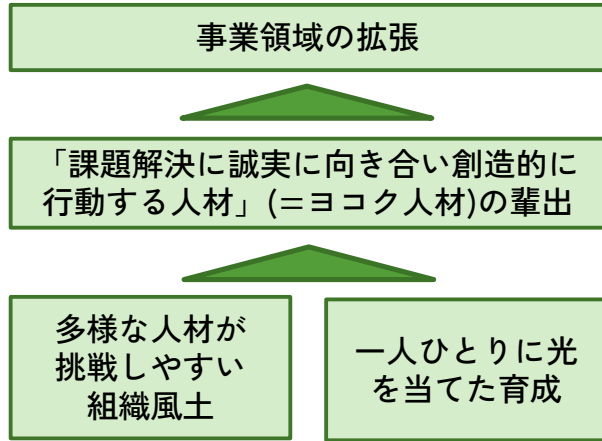 事業領域の拡張
「課題解決に誠実に向き合い創造的に
行動する人材」(=ヨコク人材)の輩出
多様な人材が
挑戦しやすい
組織風土
一人ひとりに光
を当てた育成